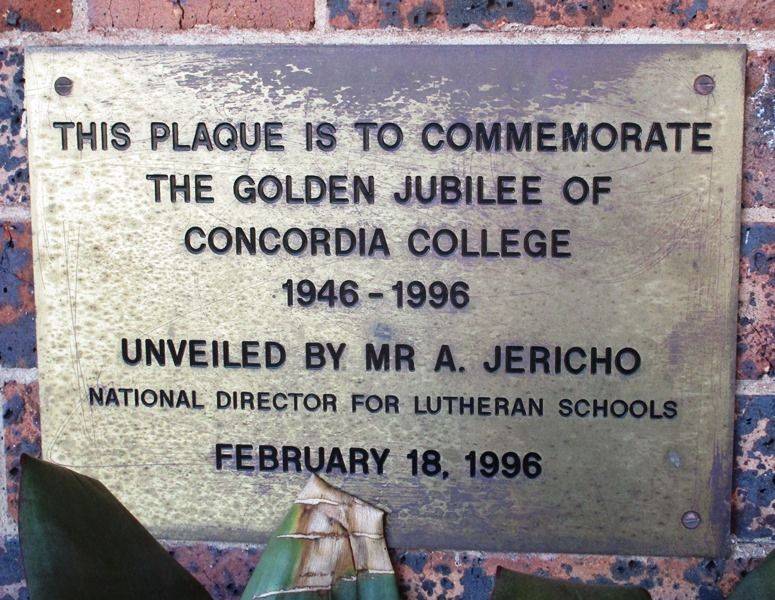 THIS PLAQUE IS TO COMMEMORATE
THE GOLDEN JUBILEE OF
CONCORDIA COLLEGE
1946 - 1996
UNVEILED BY MR A. JERICHO
NATIONAL DIRECTOR FOR LUTHERAN SCHOOLS
FEBRUARY 18, 1996